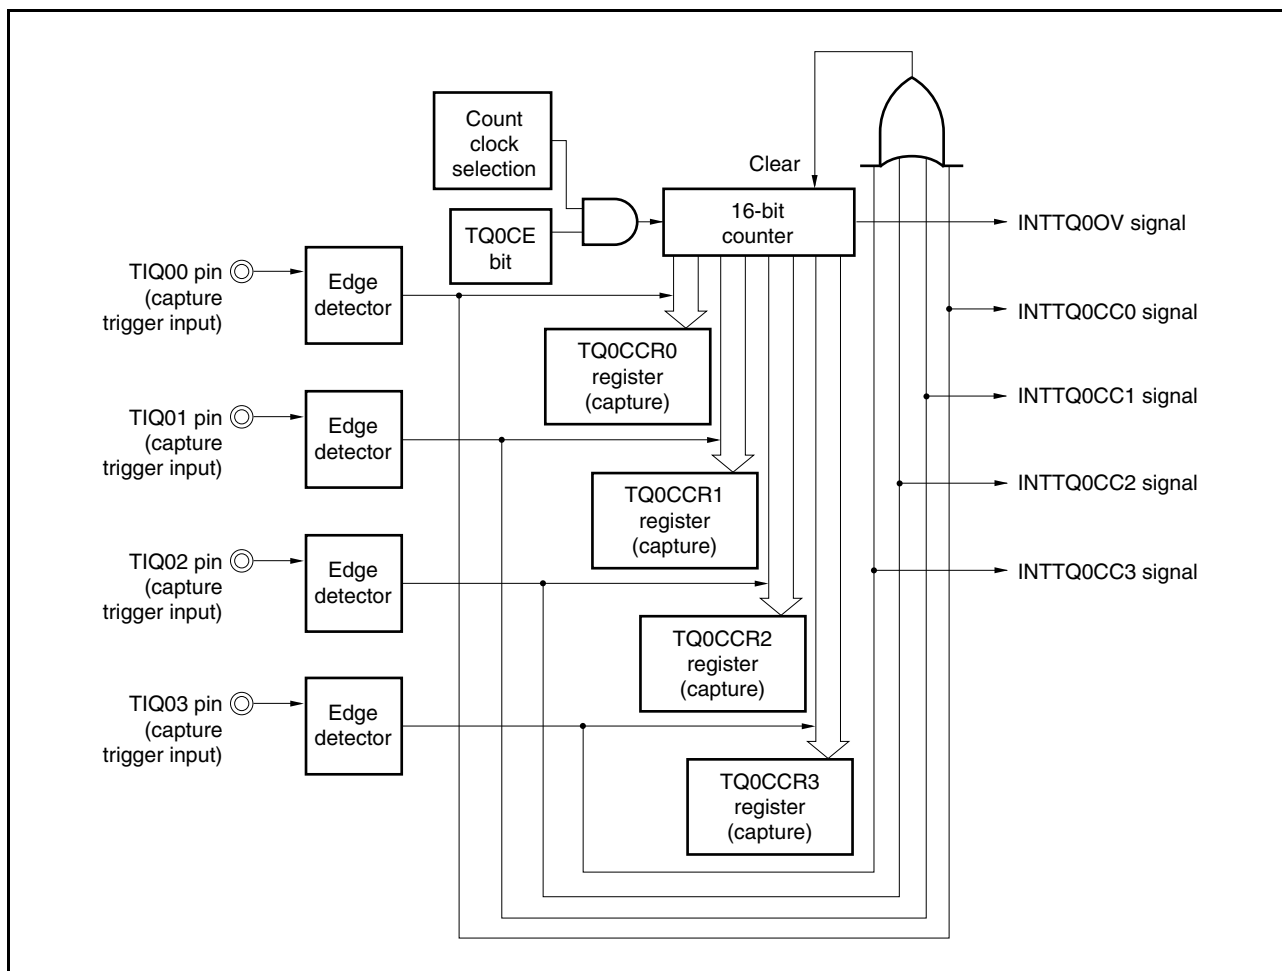 Count
clock
selection
Clear
16-bit
counter
INTTQ0OV signal
TQ0CE
bit
TIQ00 pin
(capture
trigger input)
Edge
detector
INTTQ0CC0 signal
TQ0CCR0
register
(capture)
TIQ01 pin
(capture
trigger input)
Edge
detector
INTTQ0CC1 signal
TQ0CCR1
register
(capture)
INTTQ0CC2 signal
TIQ02 pin
(capture
trigger input)
Edge
detector
INTTQ0CC3 signal
TQ0CCR2
register
(capture)
TIQ03 pin
(capture
trigger input)
Edge
detector
TQ0CCR3
register
(capture)